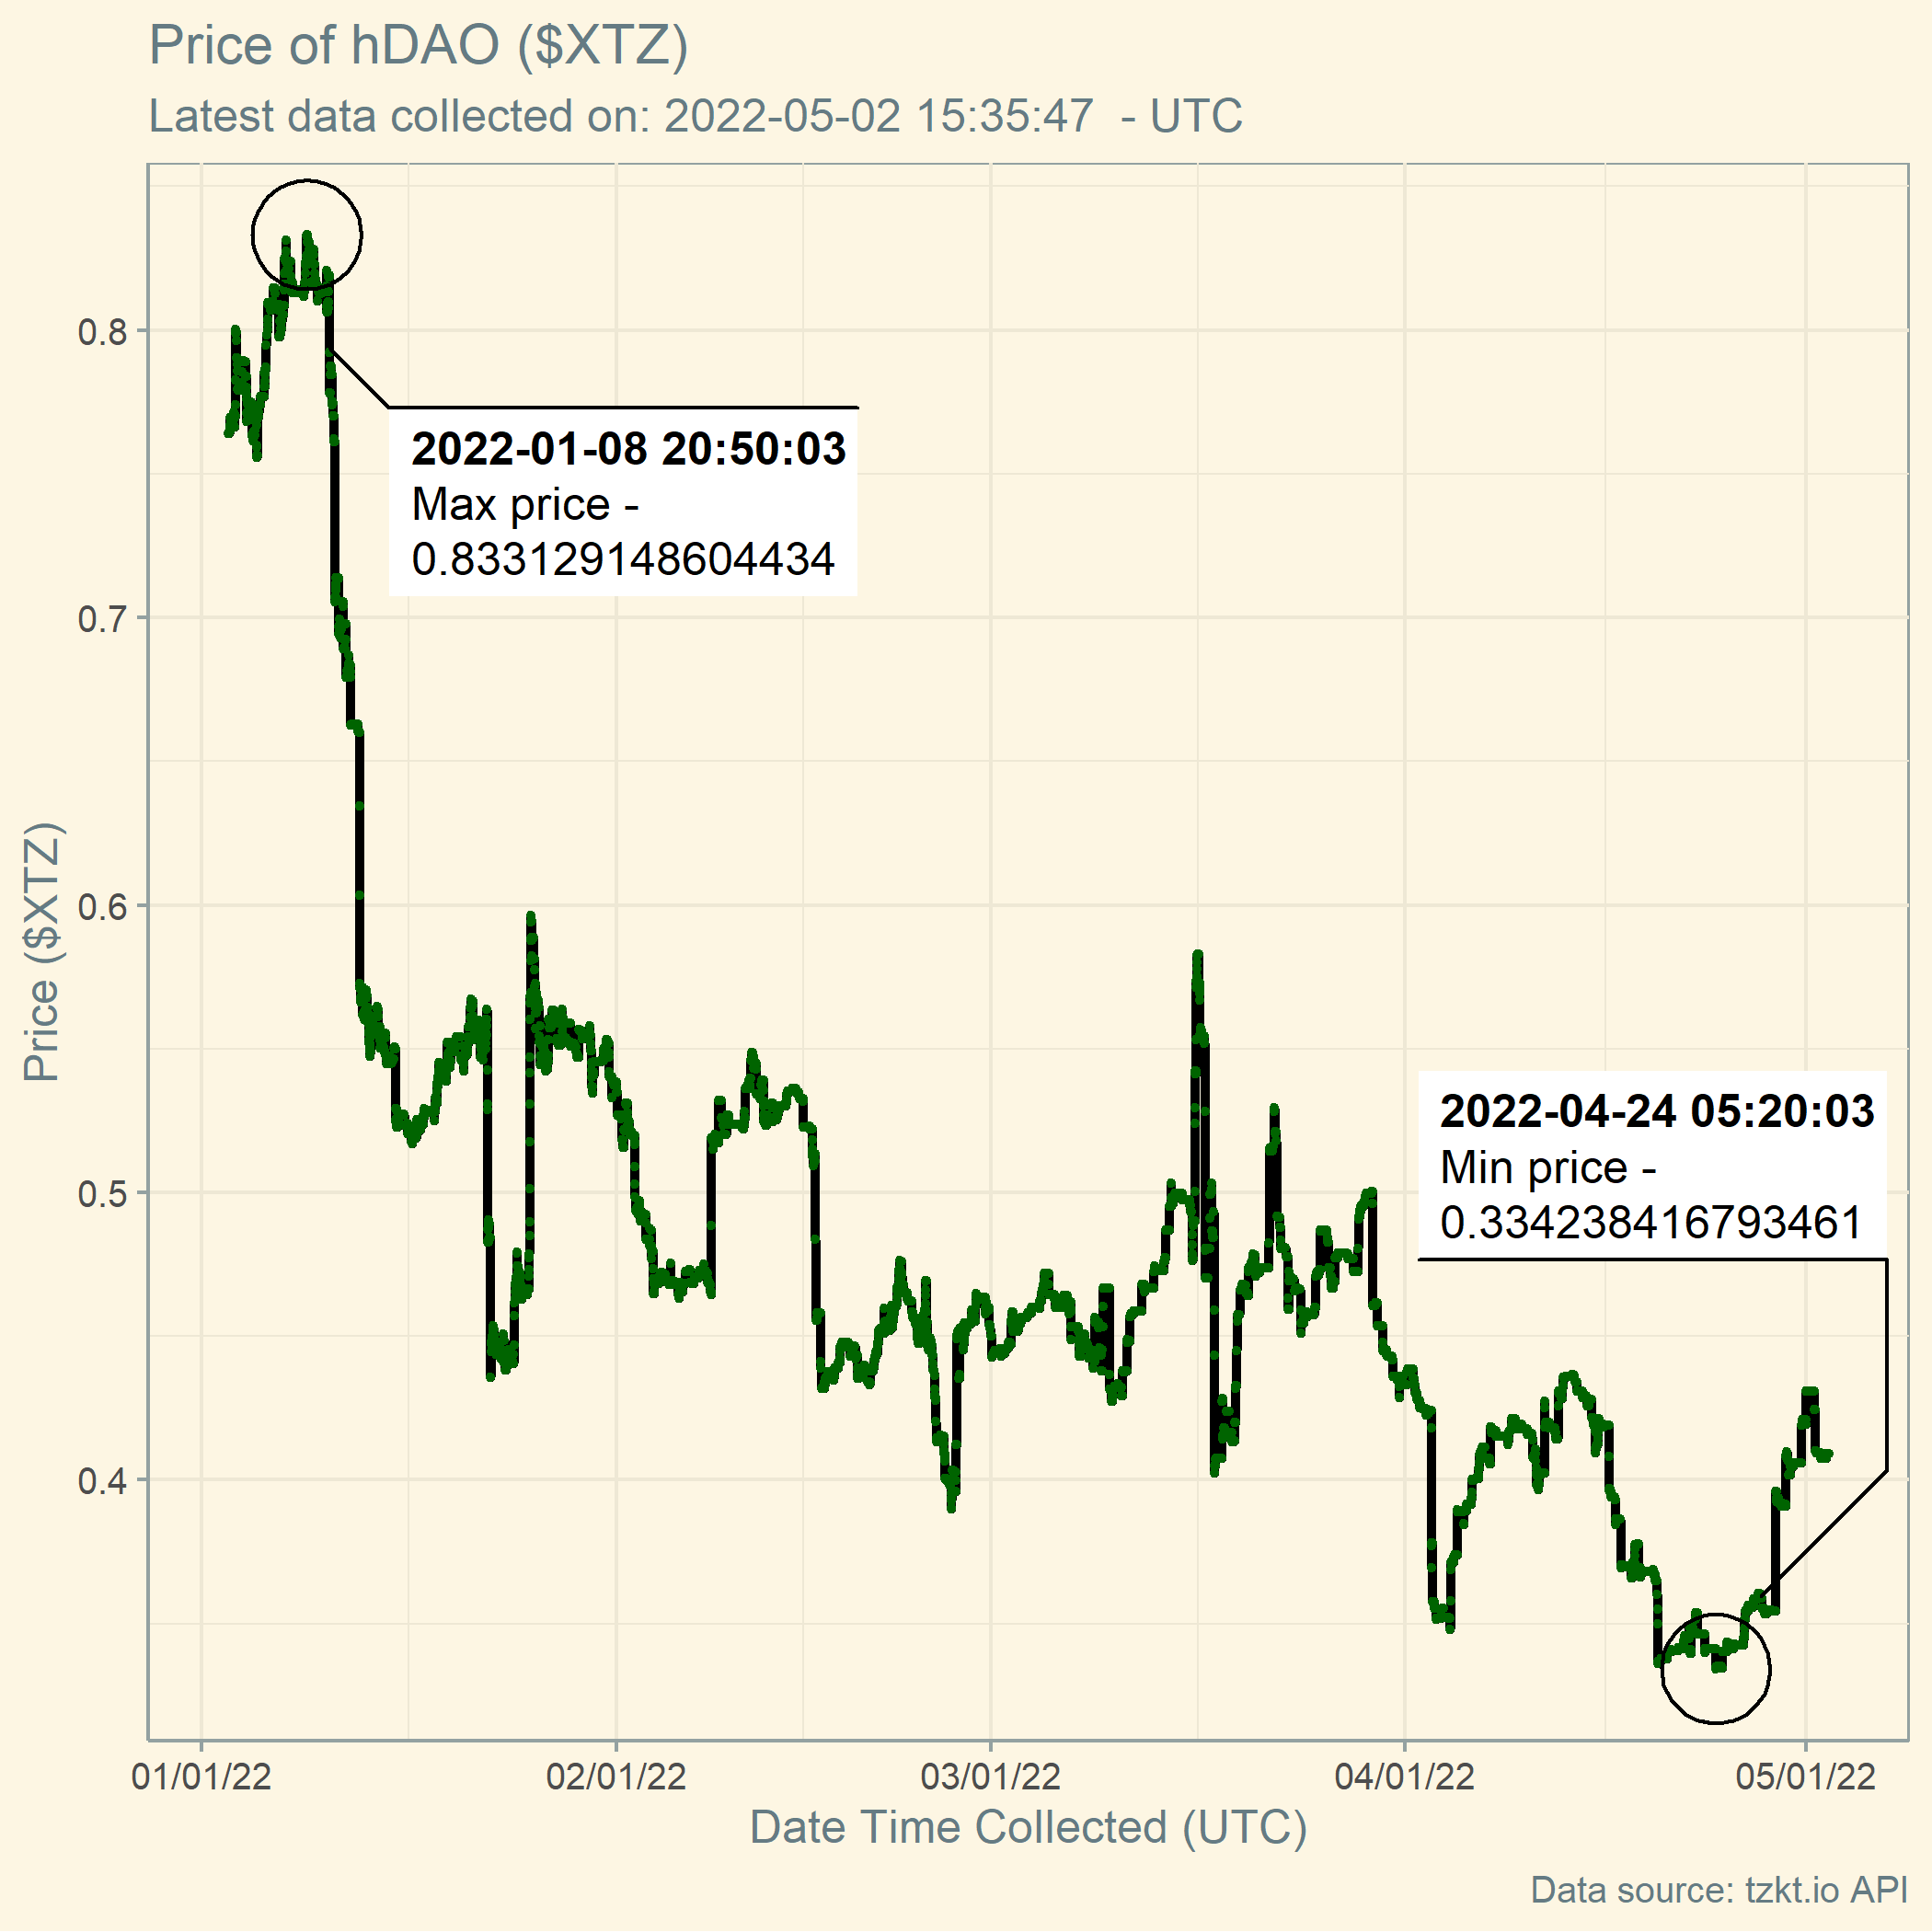 Price of hDAO ($XTZ)
Latest data collected on: 2022-05-02 15:35:47  - UTC
Price ($XTZ)
0.8
0.7
0.6
0.5
0.4
2022-01-08 20:50:03
Max price -
0.833129148604434
2022-04-24 05:20:03
Min price -
0.334238416793461
01/01/22
02/01/22
03/01/22
04/01/22
05/01/22
Date Time Collected (UTC)
Data source: tzkt.io API